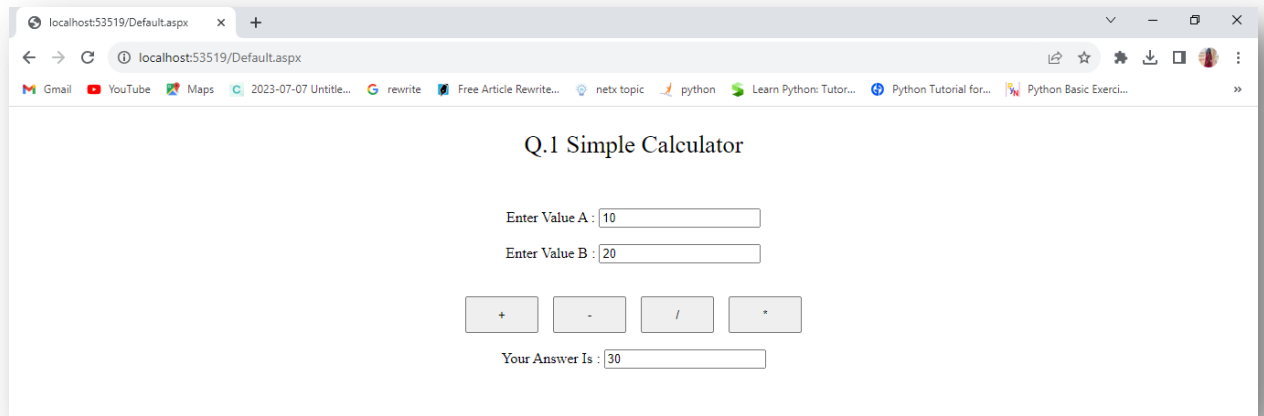 localhost:53519/Default.aspx
localhost:53519/Default.aspx
Gmail YouTube Maps 2023-07-07 Untitle... rewrite Free Article Rewrite... netx topic python Learn Python: Tutor... Python Tutorial for... Python Basic Exerci... »
Q.1 Simple Calculator
Enter Value A : 10
Enter Value B : 20
+ - / *
Your Answer Is : 30